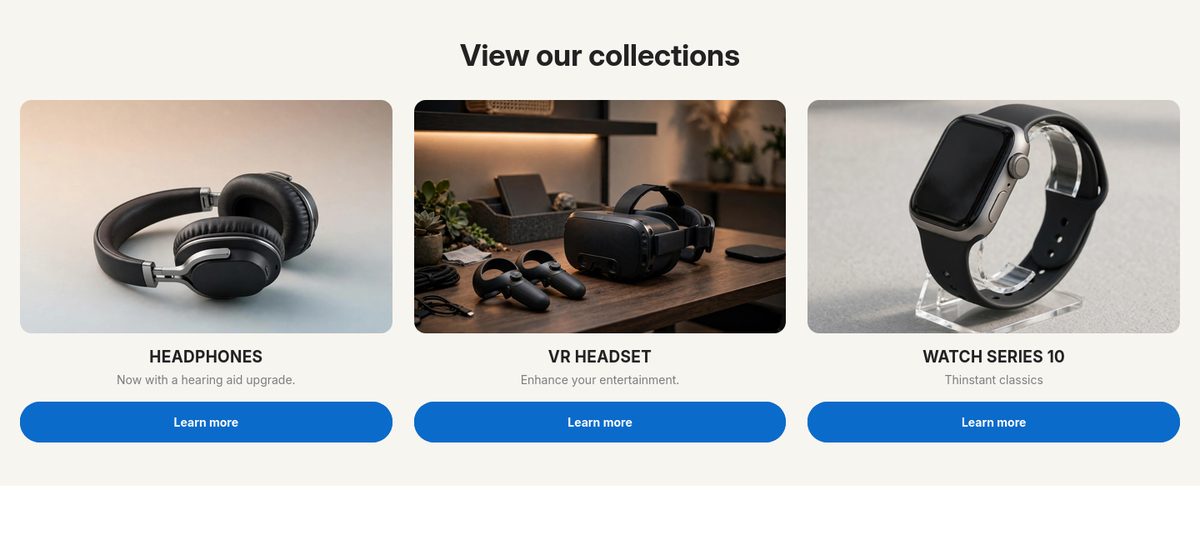 View our collections
HEADPHONES
Now with a hearing aid upgrade.
Learn more
VR HEADSET
Enhance your entertainment.
Learn more
WATCH SERIES 10
Thinstant classics
Learn more